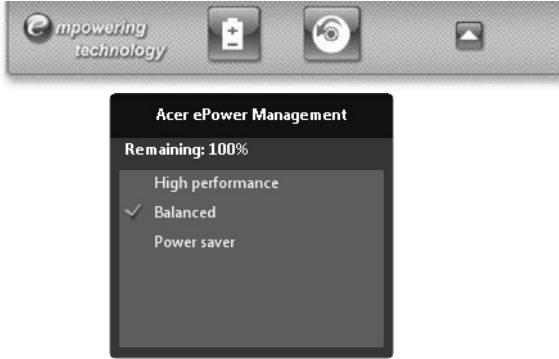 empowering
technology
Acer ePower Management
Remaining: 100%
High performance
Balanced
Power saver